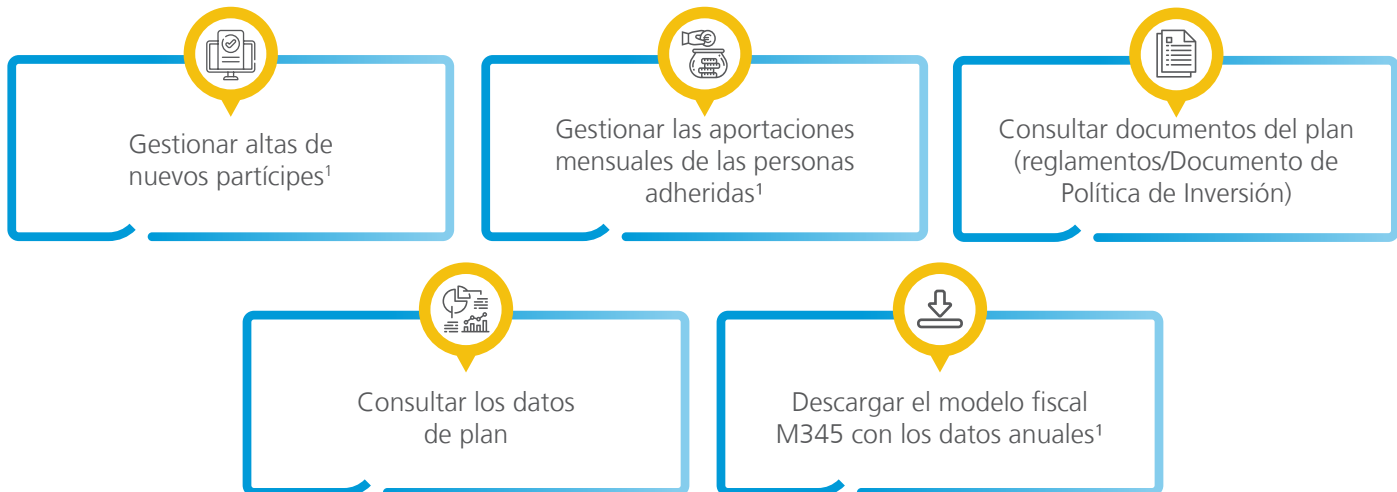 Gestionar altas de
nuevos partícipes¹
Gestionar las aportaciones
mensuales de las personas
adheridas¹
Consultar documentos del plan
(reglamentos/Documento de
Política de Inversión)
Consultar los datos
de plan
Descargar el modelo fiscal
M345 con los datos anuales¹